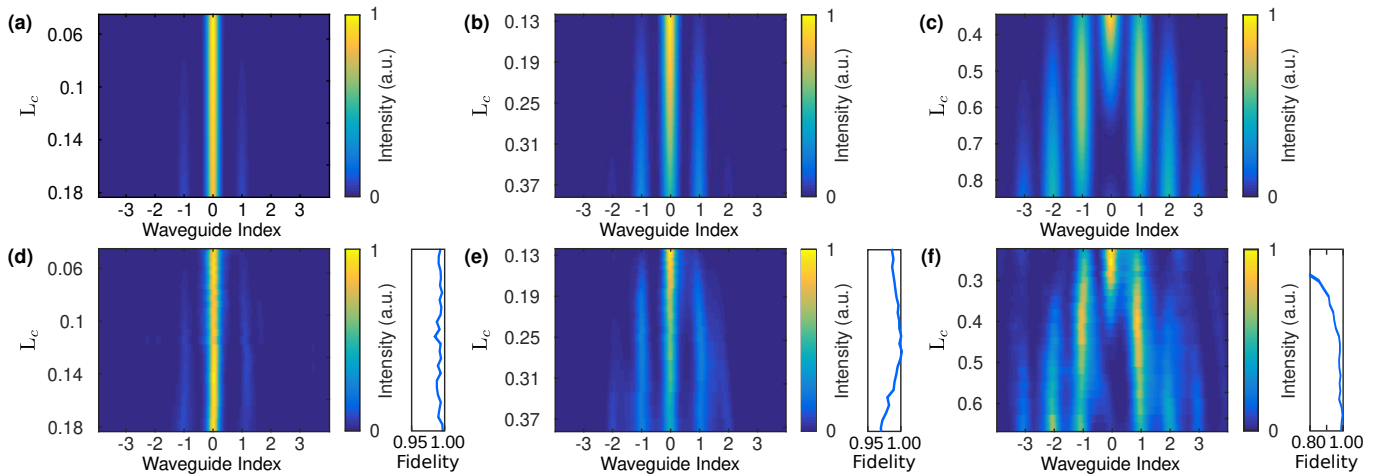 (a)
0.06
0.1
0.14
0.18
L_c
-3 -2 -1 0 1 2 3
Waveguide Index
1
0
Intensity (a.u.)
(b)
0.13
0.19
0.25
0.31
0.37
L_c
-3 -2 -1 0 1 2 3
Waveguide Index
1
0
Intensity (a.u.)
(c)
0.4
0.5
0.6
0.7
0.8
L_c
-3 -2 -1 0 1 2 3
Waveguide Index
1
0
Intensity (a.u.)
(d)
0.06
0.1
0.14
0.18
L_c
-3 -2 -1 0 1 2 3
Waveguide Index
1
0
Intensity (a.u.)
0.95 1.00
Fidelity
(e)
0.13
0.19
0.25
0.31
0.37
L_c
-3 -2 -1 0 1 2 3
Waveguide Index
1
0
Intensity (a.u.)
0.95 1.00
Fidelity
(f)
0.3
0.4
0.5
0.6
L_c
-3 -2 -1 0 1 2 3
Waveguide Index
1
0
Intensity (a.u.)
0.80 1.00
Fidelity